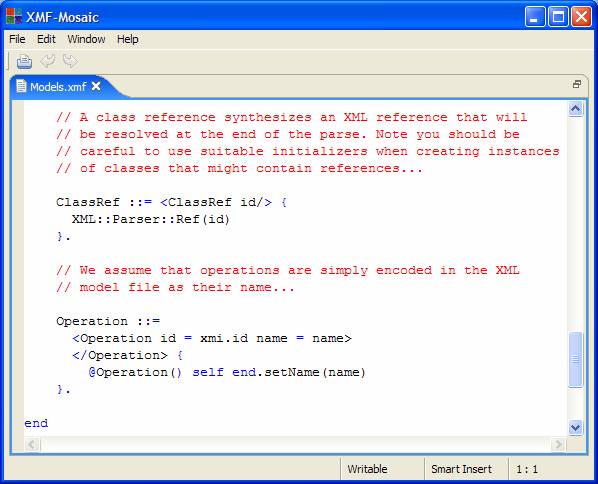 XMF-Mosaic
File Edit Window Help
Models.xmf
// A class reference synthesizes an XML reference that will
// be resolved at the end of the parse. Note you should be
// careful to use suitable initializers when creating instances
// of classes that might contain references...
ClassRef ::= <ClassRef id/> {
XML::Parser::Ref(id)
}.
// We assume that operations are simply encoded in the XML
// model file as their name...
Operation ::=
<Operation id = xmi.id name = name>
</Operation> {
@Operation() self end.setName(name)
}.
end
Writable Smart Insert 1 : 1